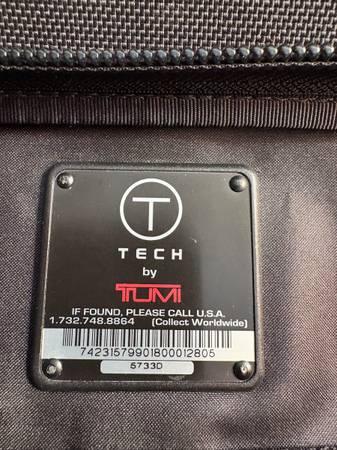 T
TECH
by
TUMI
IF FOUND, PLEASE CALL U.S.A.
1.732.748.8864 (Collect Worldwide)
74231579901800012805
5733D